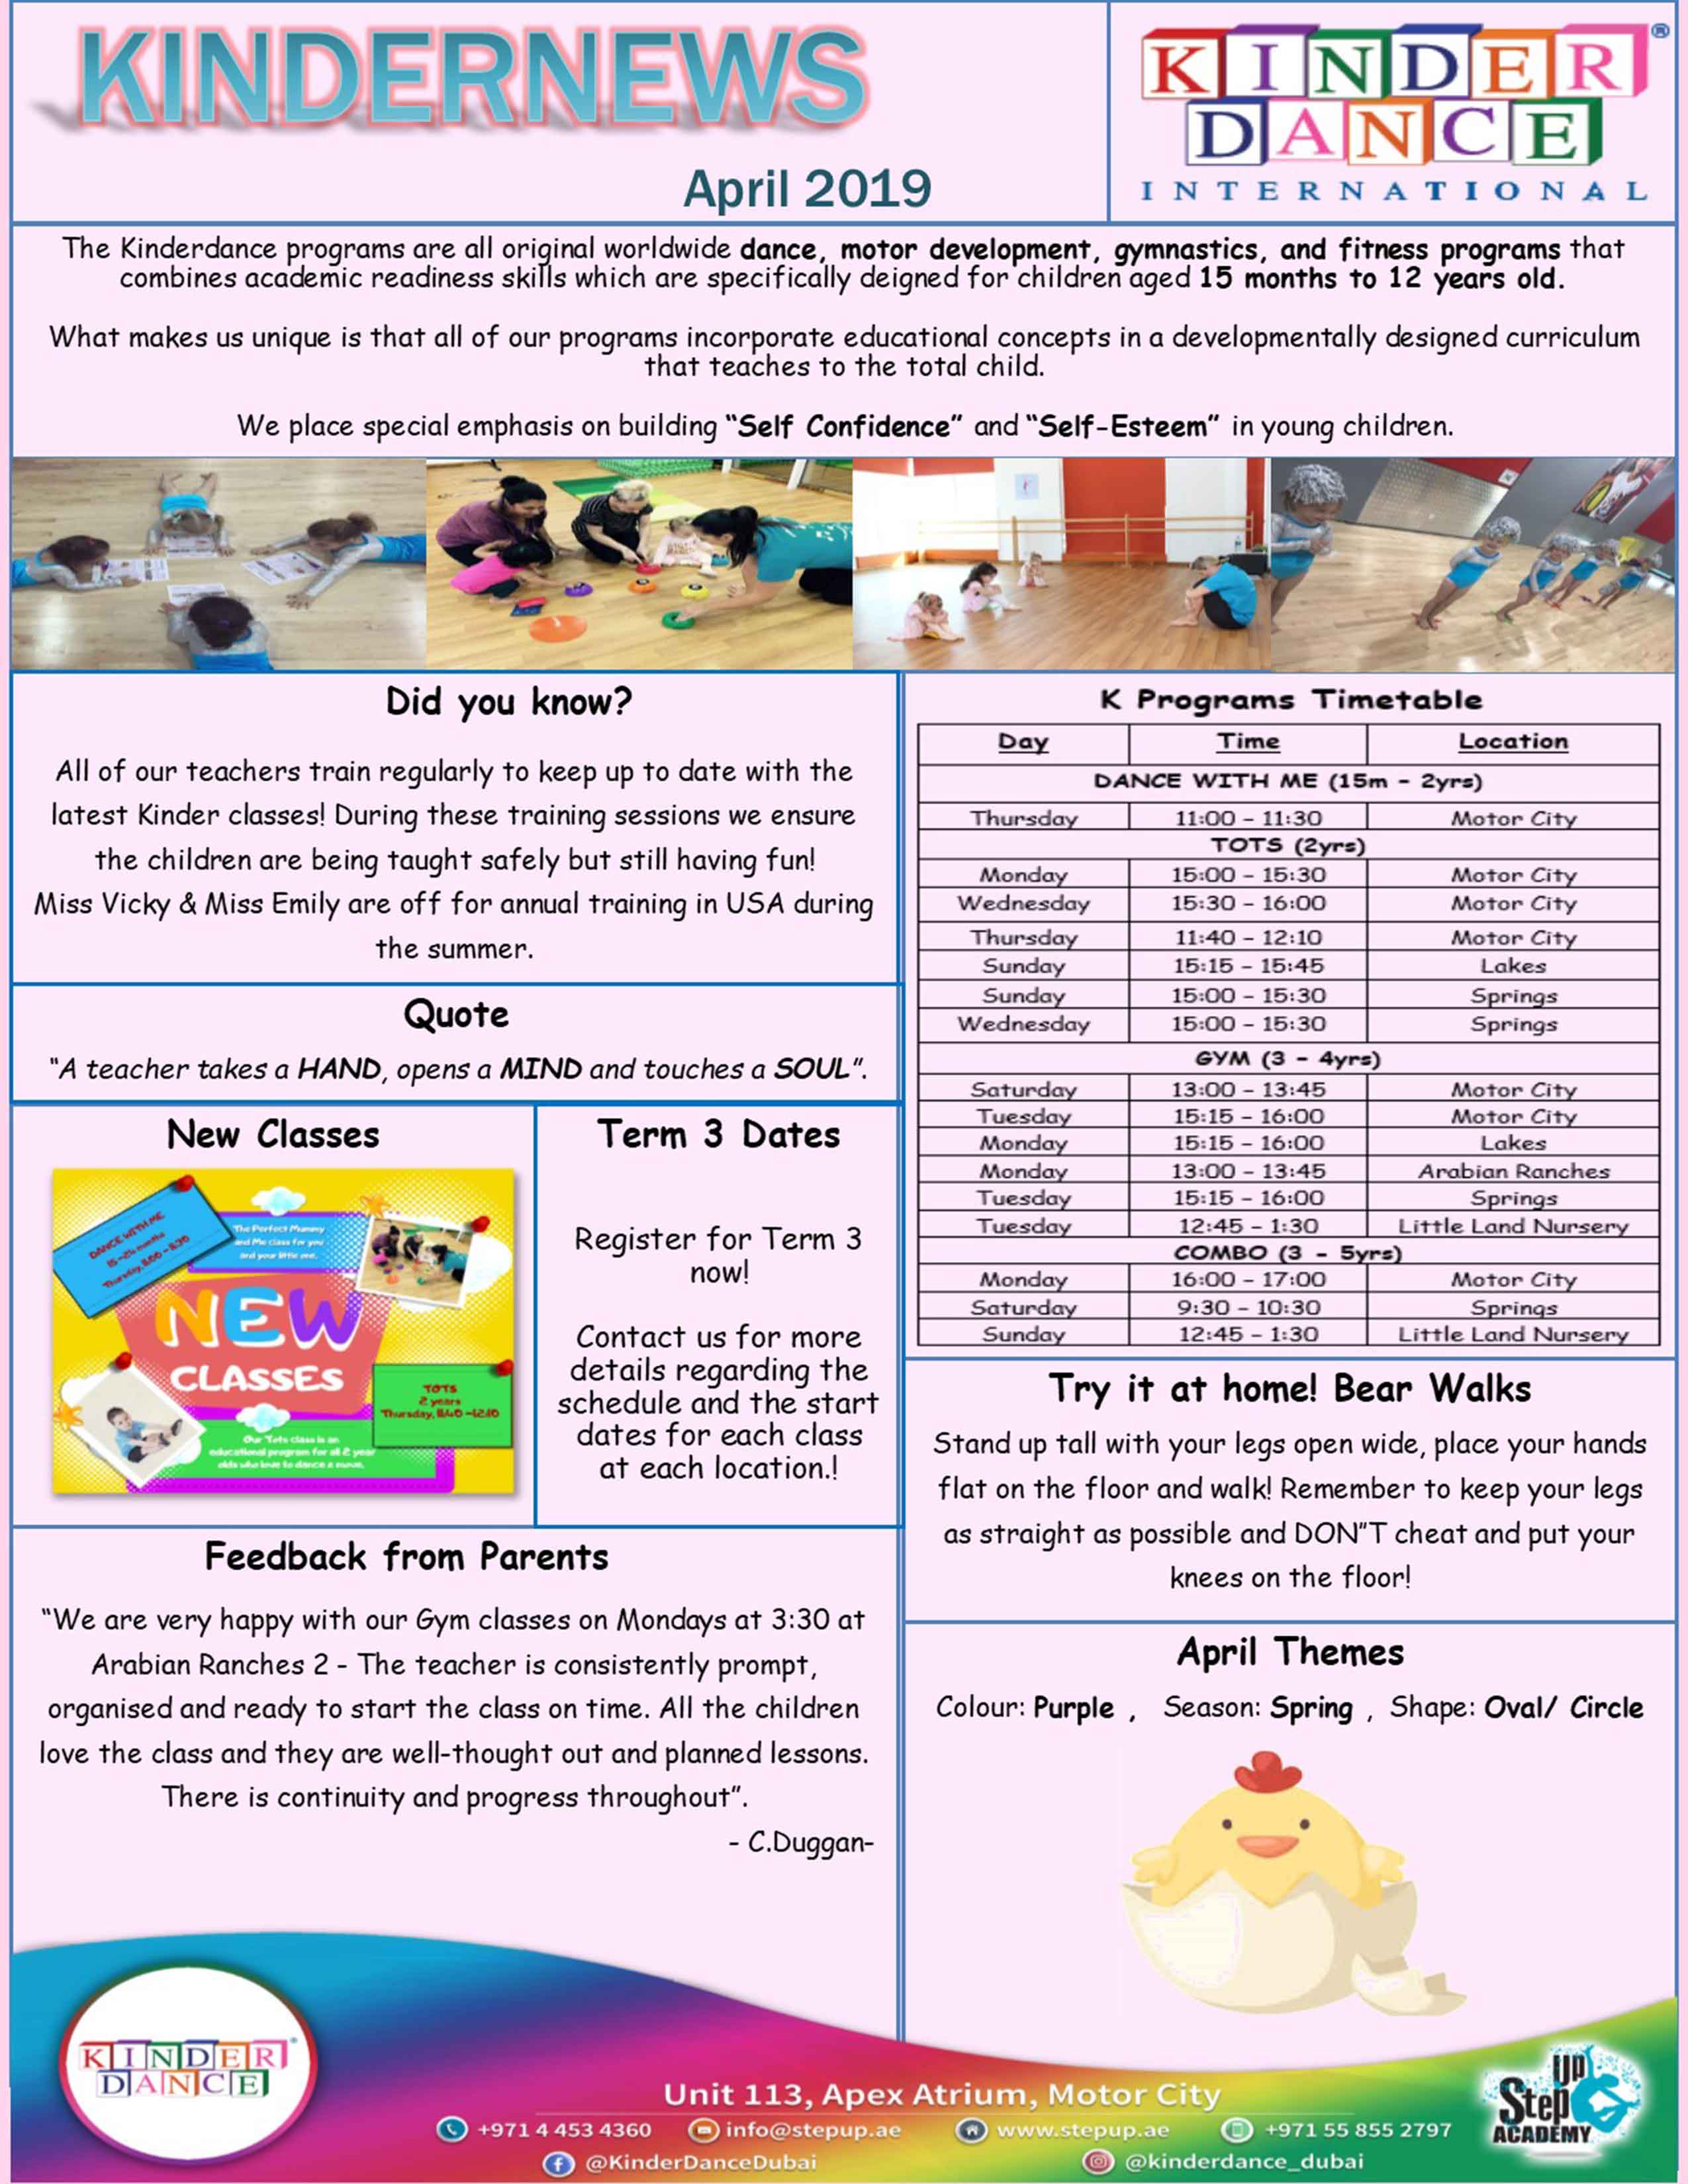 KINDERNEWS
April 2019
KINDER®
DANCE
INTERNATIONAL
The Kinderdance programs are all original worldwide dance, motor development, gymnastics, and fitness programs that
combines academic readiness skills which are specifically deigned for children aged 15 months to 12 years old.
What makes us unique is that all of our programs incorporate educational concepts in a developmentally designed curriculum
that teaches to the total child.
We place special emphasis on building “Self Confidence” and “Self-Esteem” in young children.
Did you know?
All of our teachers train regularly to keep up to date with the
latest Kinder classes! During these training sessions we ensure
the children are being taught safely but still having fun!
Miss Vicky & Miss Emily are off for annual training in USA during
the summer.
Quote
“A teacher takes a HAND, opens a MIND and touches a SOUL”.
New Classes
DANCE WITH ME
15-24 months
Thursday, 11:00 - 11:30
The Perfect Mummy
and Me class for you
and your little one.
NEW
CLASSES
TOTS
2 years
Thursday, 11:40 -12:10
Our Tots class is an
educational program for all 2 year
olds who love to dance & move.
Term 3 Dates
Register for Term 3
now!
Contact us for more
details regarding the
schedule and the start
dates for each class
at each location.!
Feedback from Parents
“We are very happy with our Gym classes on Mondays at 3:30 at
Arabian Ranches 2 - The teacher is consistently prompt,
organised and ready to start the class on time. All the children
love the class and they are well-thought out and planned lessons.
There is continuity and progress throughout”.
- C.Duggan-
K Programs Timetable
Day Time Location
DANCE WITH ME (15m - 2yrs)
Thursday 11:00 - 11:30 Motor City
TOTS (2yrs)
Monday 15:00 - 15:30 Motor City
Wednesday 15:30 - 16:00 Motor City
Thursday 11:40 - 12:10 Motor City
Sunday 15:15 - 15:45 Lakes
Sunday 15:00 - 15:30 Springs
Wednesday 15:00 - 15:30 Springs
GYM (3 - 4yrs)
Saturday 13:00 - 13:45 Motor City
Tuesday 15:15 - 16:00 Motor City
Monday 15:15 - 16:00 Lakes
Monday 13:00 - 13:45 Arabian Ranches
Tuesday 15:15 - 16:00 Springs
Tuesday 12:45 - 1:30 Little Land Nursery
COMBO (3 - 5yrs)
Monday 16:00 - 17:00 Motor City
Saturday 9:30 - 10:30 Springs
Sunday 12:45 - 1:30 Little Land Nursery
Try it at home! Bear Walks
Stand up tall with your legs open wide, place your hands
flat on the floor and walk! Remember to keep your legs
as straight as possible and DON”T cheat and put your
knees on the floor!
April Themes
Colour: Purple , Season: Spring , Shape: Oval/ Circle
KINDER®
DANCE
Unit 113, Apex Atrium, Motor City
+971 4 453 4360 info@stepup.ae www.stepup.ae +971 55 855 2797
@KinderDanceDubai @kinderdance_dubai
Step UP
ACADEMY